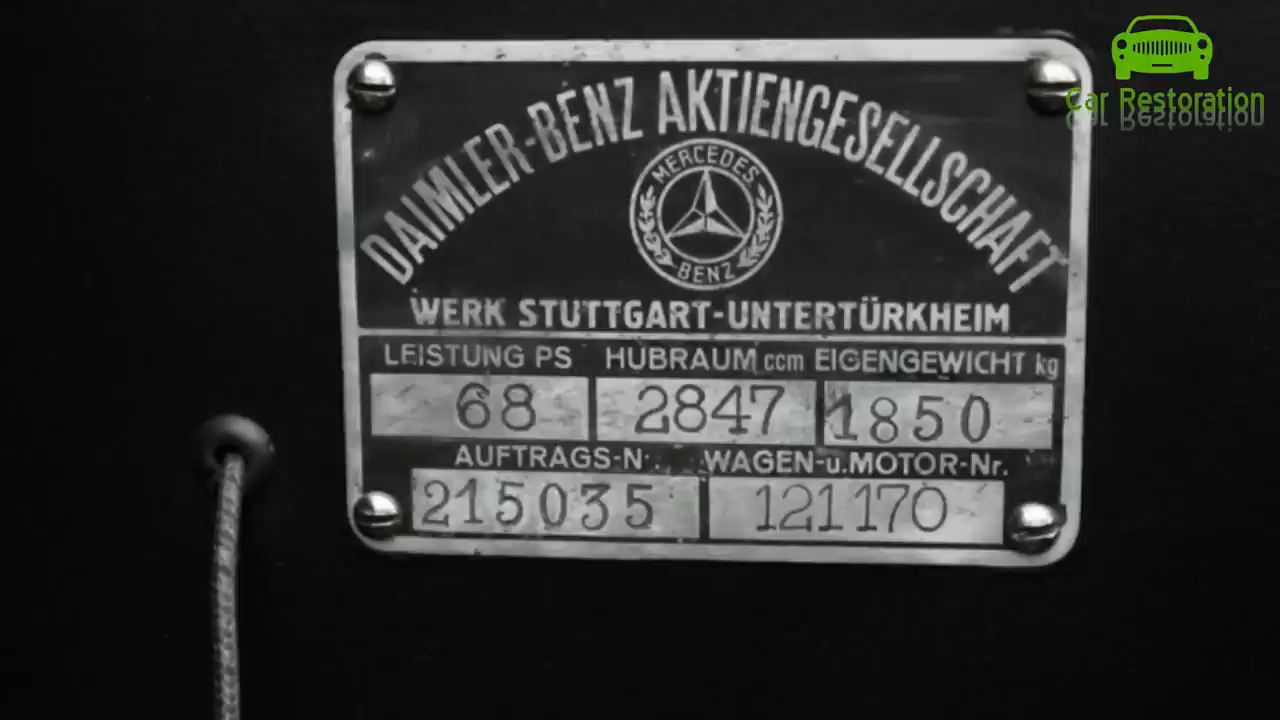 Car Restoration
DAIMLER-BENZ AKTIENGESELLSCHAFT
MERCEDES
BENZ
WERK STUTTGART-UNTERTÜRKHEIM
LEISTUNG PS HUBRAUM ccm EIGENGEWICHT kg
68 2847 1850
AUFTRAGS-Nr. WAGEN-u.MOTOR-Nr.
215035 121170